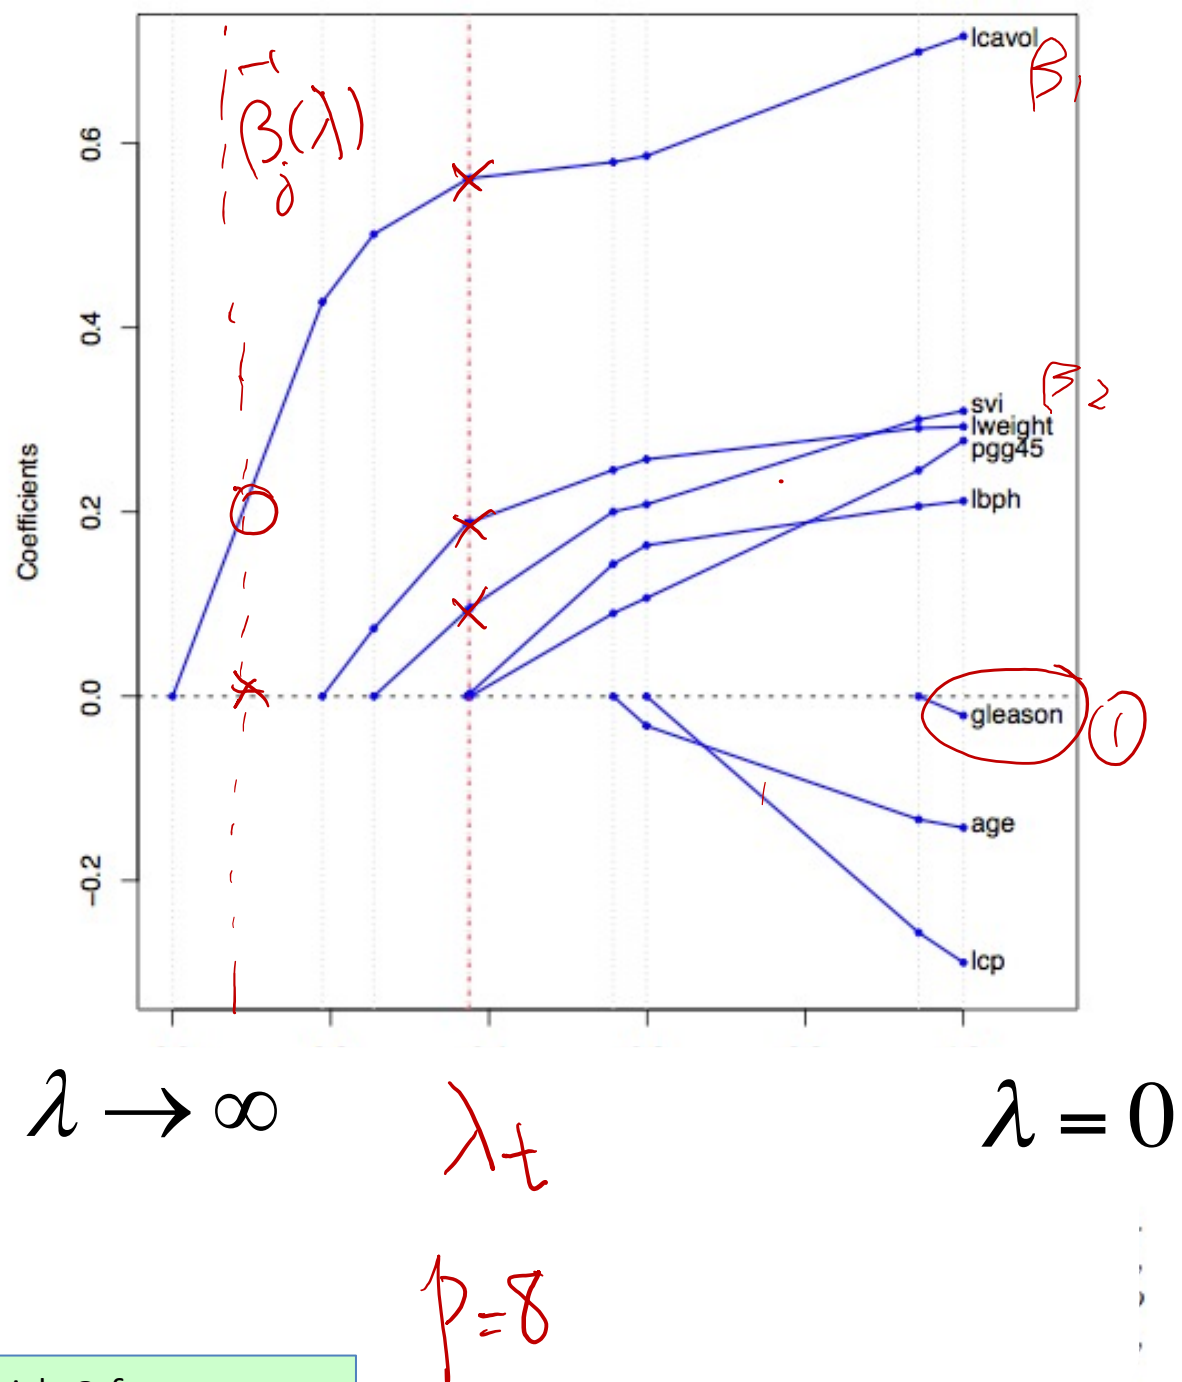 lcavol
β₁
β̂ⱼ(λ)
0.6
0.4
β₂
svi
lweight
pgg45
Coefficients
0.2
lbph
0.0
gleason
①
age
−0.2
lcp
λ → ∞
λt
λ = 0
p=8